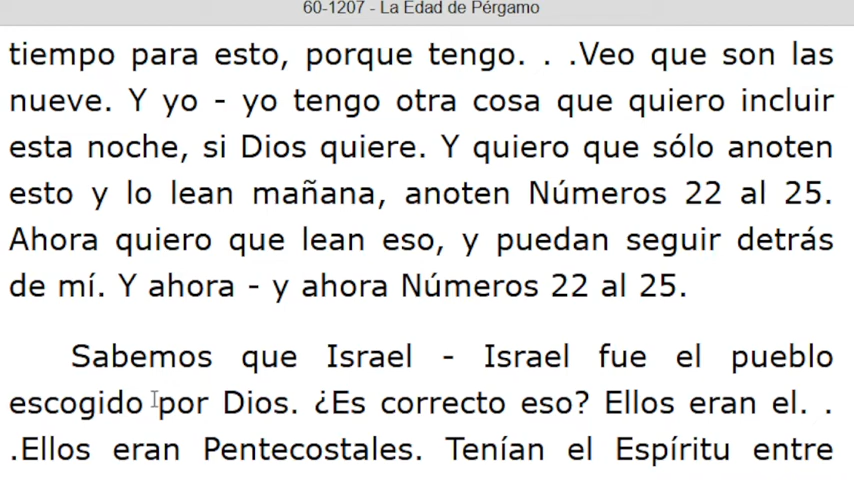 60-1207 - La Edad de Pérgamo
tiempo para esto, porque tengo. . .Veo que son las
nueve. Y yo - yo tengo otra cosa que quiero incluir
esta noche, si Dios quiere. Y quiero que sólo anoten
esto y lo lean mañana, anoten Números 22 al 25.
Ahora quiero que lean eso, y puedan seguir detrás
de mí. Y ahora - y ahora Números 22 al 25.
Sabemos que Israel - Israel fue el pueblo
escogido por Dios. ¿Es correcto eso? Ellos eran el. .
.Ellos eran Pentecostales. Tenían el Espíritu entre